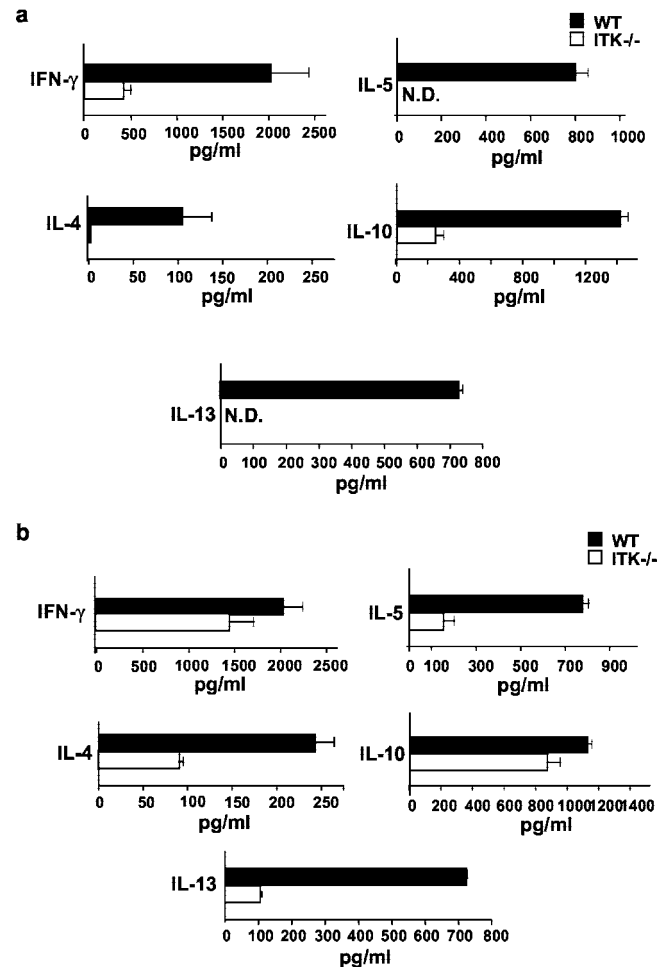 a
WT
ITK-/-
IFN-γ
0 500 1000 1500 2000 2500
pg/ml
IL-5
N.D.
0 200 400 600 800 1000
pg/ml
IL-4
0 50 100 150 200 250
pg/ml
IL-10
0 400 800 1200
pg/ml
IL-13
N.D.
0 100 200 300 400 500 600 700 800
pg/ml
b
WT
ITK-/-
IFN-γ
0 500 1000 1500 2000 2500
pg/ml
IL-5
0 100 300 500 700 900
pg/ml
IL-4
0 50 100 150 200 250
pg/ml
IL-10
0 200 400 600 800 1000 1200 1400
pg/ml
IL-13
0 100 200 300 400 500 600 700 800
pg/ml